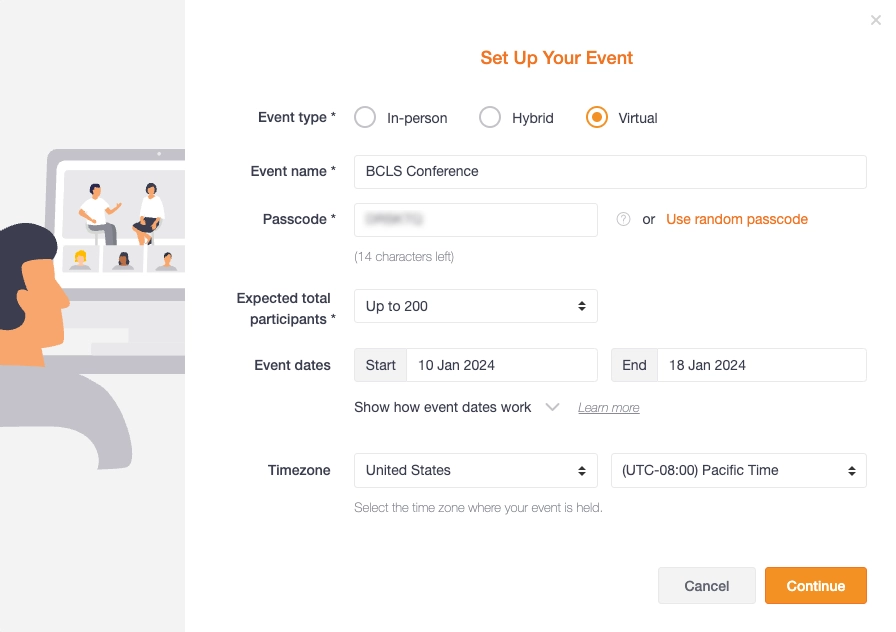 ×
Set Up Your Event
Event type * In-person Hybrid Virtual
Event name * BCLS Conference
Passcode * ? or Use random passcode
(14 characters left)
Expected total
participants * Up to 200
Event dates Start 10 Jan 2024 End 18 Jan 2024
Show how event dates work Learn more
Timezone United States (UTC-08:00) Pacific Time
Select the time zone where your event is held.
Cancel Continue